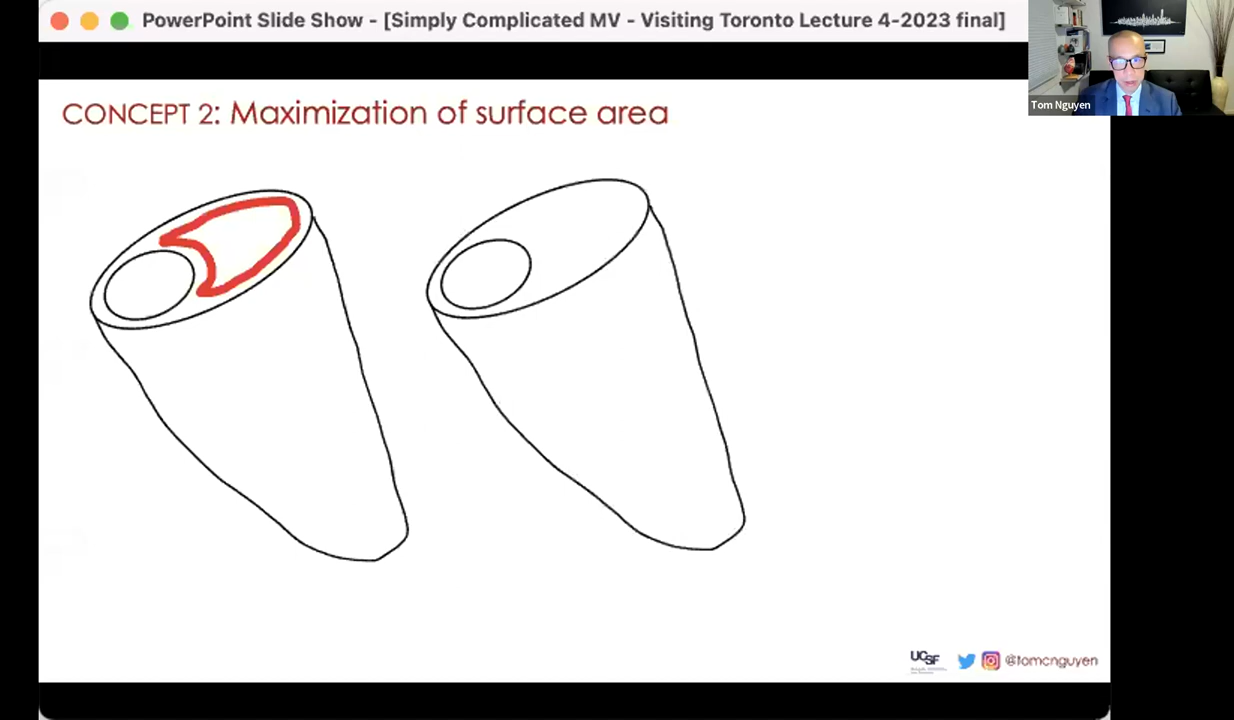 PowerPoint Slide Show - [Simply Complicated MV - Visiting Toronto Lecture 4-2023 final]
Tom Nguyen
CONCEPT 2: Maximization of surface area
UCSF
@tomcnguyen